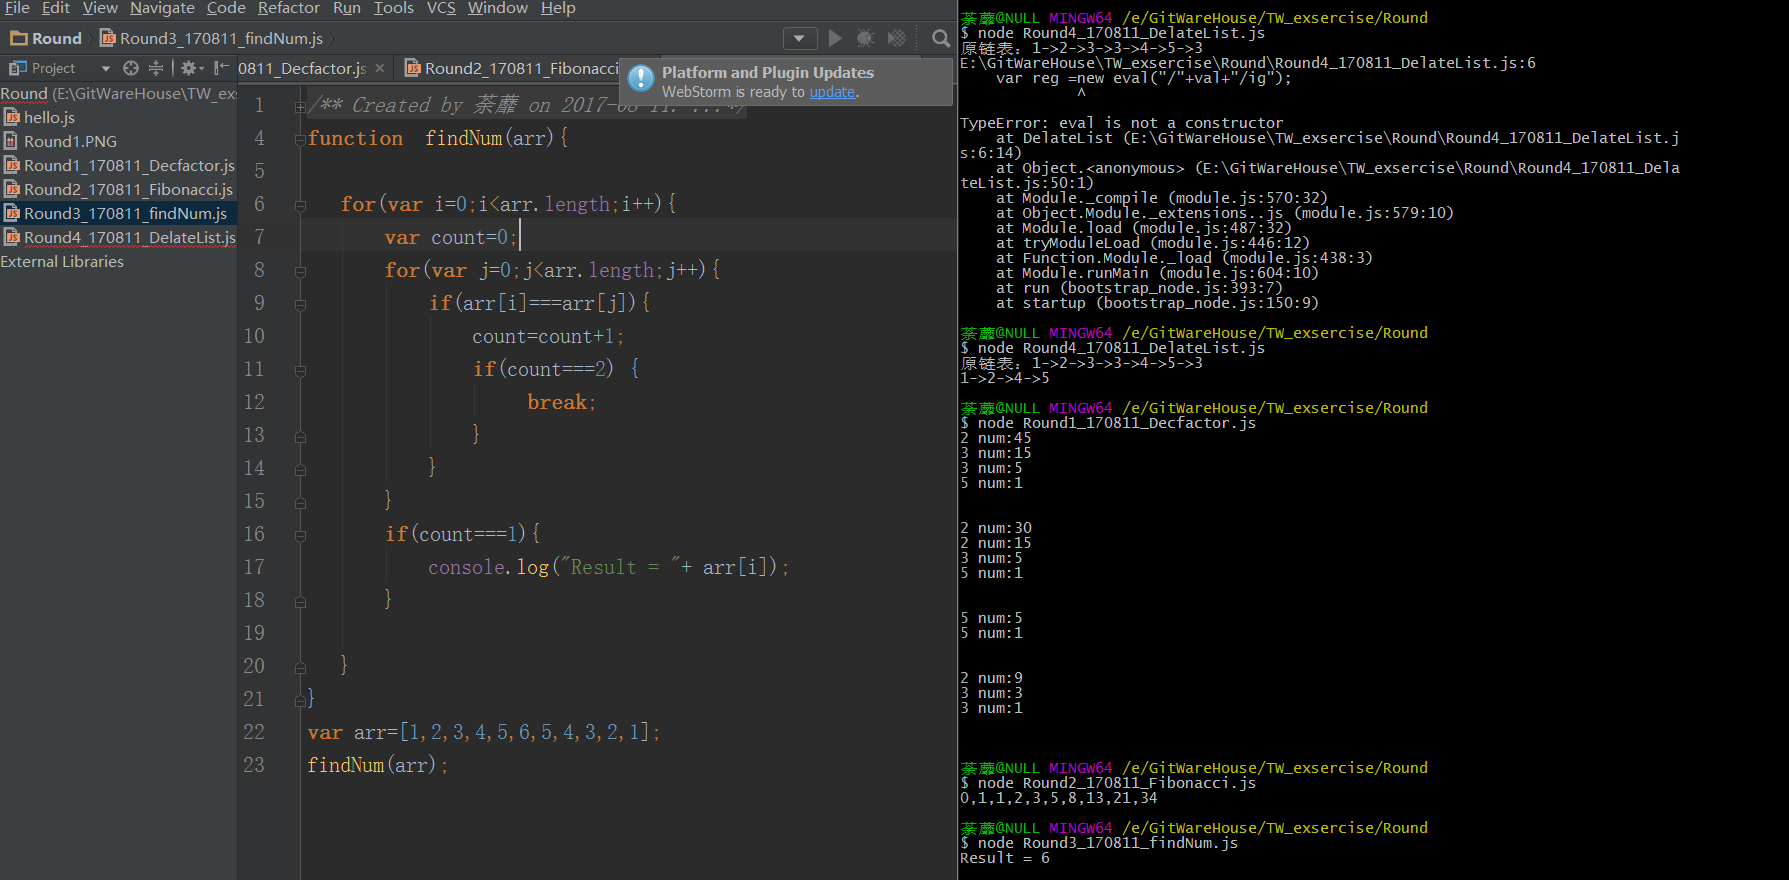 File Edit View Navigate Code Refactor Run Tools VCS Window Help
Round Round3_170811_findNum.js
Project
0811_Decfactor.js × Round2_170811_Fibonacci
Platform and Plugin Updates
WebStorm is ready to update.
Round (E:\GitWareHouse\TW_exs
hello.js
Round1.PNG
Round1_170811_Decfactor.js
Round2_170811_Fibonacci.js
Round3_170811_findNum.js
Round4_170811_DelateList.js
External Libraries
1 /** Created by 荼蘼 on 2017-08-11. ...*/
4 function findNum(arr){
5
6 for(var i=0;i<arr.length;i++){
7 var count=0;
8 for(var j=0;j<arr.length;j++){
9 if(arr[i]===arr[j]){
10 count=count+1;
11 if(count===2) {
12 break;
13 }
14 }
15 }
16 if(count===1){
17 console.log("Result = "+ arr[i]);
18 }
19
20 }
21 }
22 var arr=[1,2,3,4,5,6,5,4,3,2,1];
23 findNum(arr);
荼蘼@NULL MINGW64 /e/GitWareHouse/TW_exsercise/Round
$ node Round4_170811_DelateList.js
原链表：1->2->3->3->4->5->3
E:\GitWareHouse\TW_exsercise\Round\Round4_170811_DelateList.js:6
var reg =new eval("/"+val+"/ig");
^
TypeError: eval is not a constructor
at DelateList (E:\GitWareHouse\TW_exsercise\Round\Round4_170811_DelateList.j
s:6:14)
at Object.<anonymous> (E:\GitWareHouse\TW_exsercise\Round\Round4_170811_Dela
teList.js:50:1)
at Module._compile (module.js:570:32)
at Object.Module._extensions..js (module.js:579:10)
at Module.load (module.js:487:32)
at tryModuleLoad (module.js:446:12)
at Function.Module._load (module.js:438:3)
at Module.runMain (module.js:604:10)
at run (bootstrap_node.js:393:7)
at startup (bootstrap_node.js:150:9)
荼蘼@NULL MINGW64 /e/GitWareHouse/TW_exsercise/Round
$ node Round4_170811_DelateList.js
原链表：1->2->3->3->4->5->3
1->2->4->5
荼蘼@NULL MINGW64 /e/GitWareHouse/TW_exsercise/Round
$ node Round1_170811_Decfactor.js
2 num:45
3 num:15
3 num:5
5 num:1
2 num:30
2 num:15
3 num:5
5 num:1
5 num:5
5 num:1
2 num:9
3 num:3
3 num:1
荼蘼@NULL MINGW64 /e/GitWareHouse/TW_exsercise/Round
$ node Round2_170811_Fibonacci.js
0,1,1,2,3,5,8,13,21,34
荼蘼@NULL MINGW64 /e/GitWareHouse/TW_exsercise/Round
$ node Round3_170811_findNum.js
Result = 6